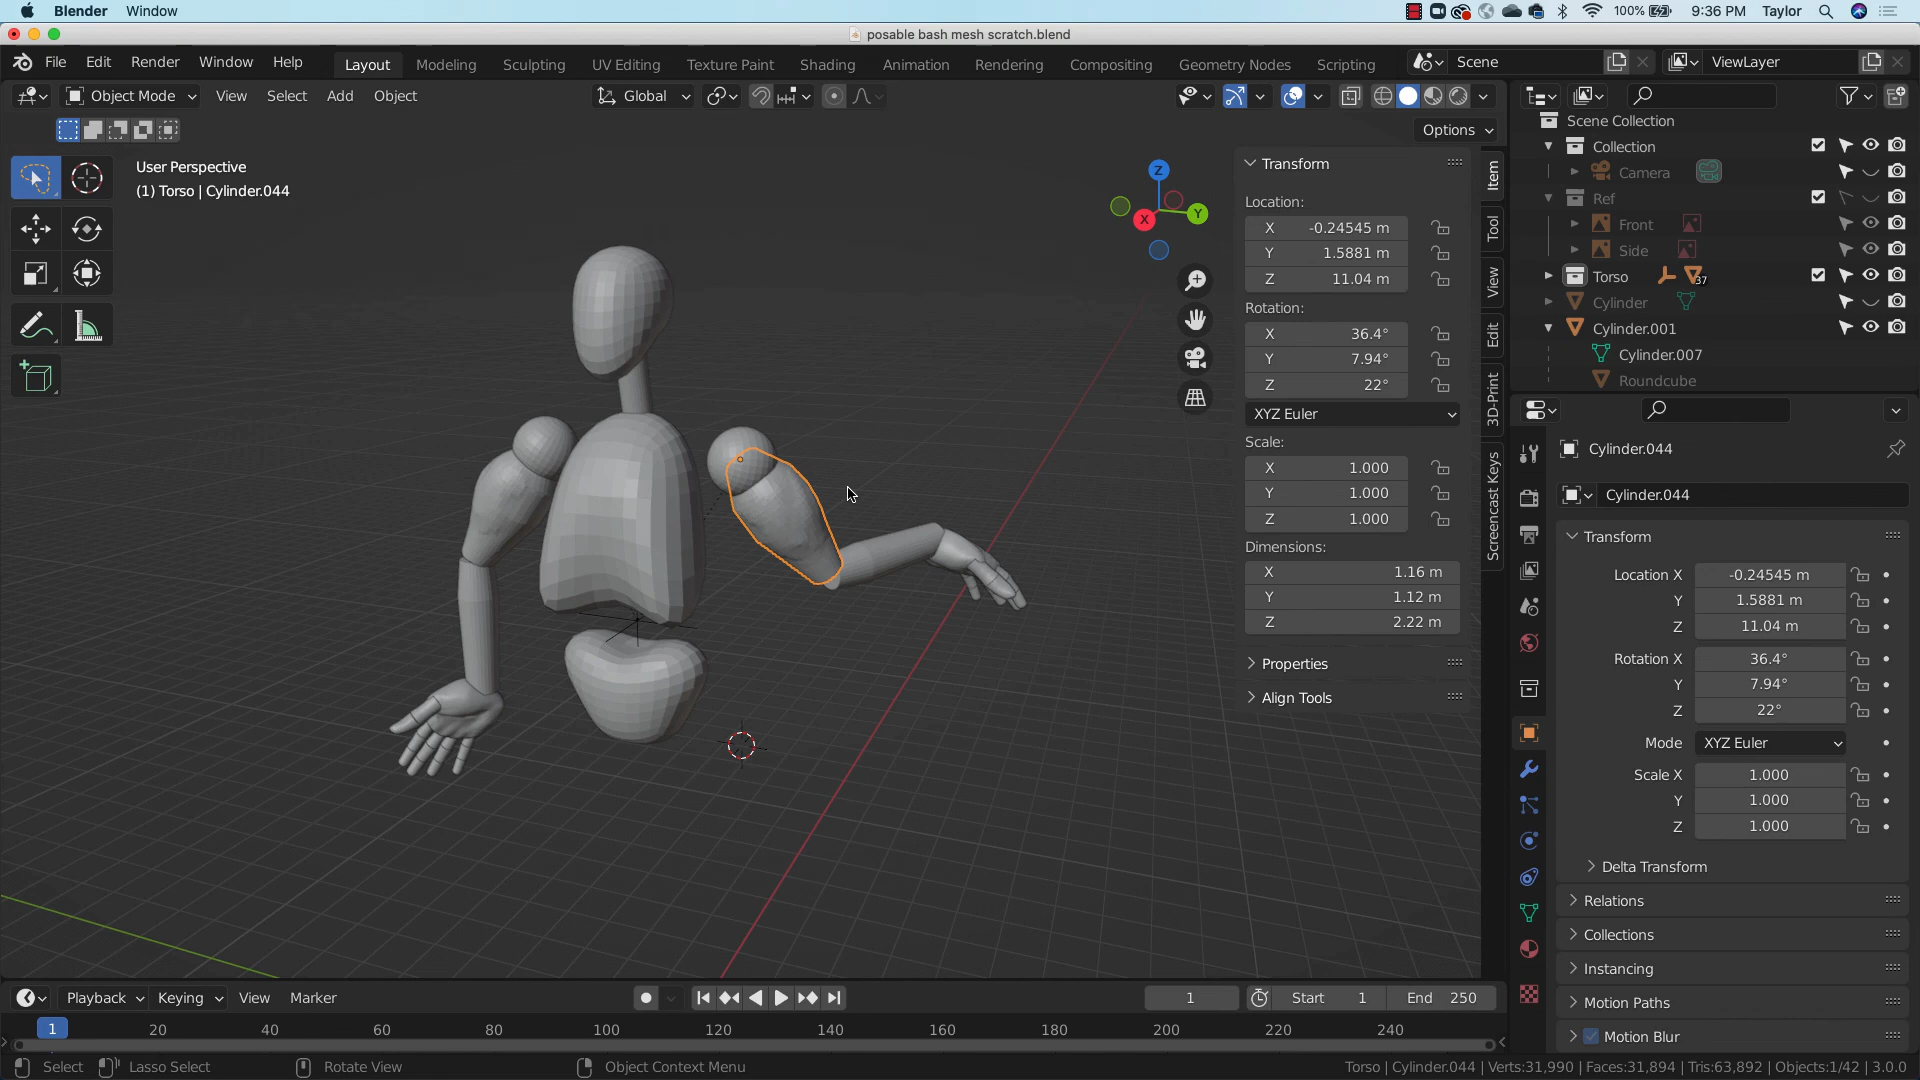 Blender Window 100% 9:36 PM Taylor
posable bash mesh scratch.blend
File Edit Render Window Help Layout Modeling Sculpting UV Editing Texture Paint Shading Animation Rendering Compositing Geometry Nodes Scripting Scene ViewLayer
Object Mode View Select Add Object Global
Options
User Perspective
(1) Torso | Cylinder.044
Z
Y
X
Transform
Location:
X -0.24545 m
Y 1.5881 m
Z 11.04 m
Rotation:
X 36.4°
Y 7.94°
Z 22°
XYZ Euler
Scale:
X 1.000
Y 1.000
Z 1.000
Dimensions:
X 1.16 m
Y 1.12 m
Z 2.22 m
Properties
Align Tools
Item
Tool
View
Edit
3D-Print
Screencast Keys
Scene Collection
Collection
Camera
Ref
Front
Side
Torso 37
Cylinder
Cylinder.001
Cylinder.007
Roundcube
Cylinder.044
Cylinder.044
Transform
Location X -0.24545 m
Y 1.5881 m
Z 11.04 m
Rotation X 36.4°
Y 7.94°
Z 22°
Mode XYZ Euler
Scale X 1.000
Y 1.000
Z 1.000
Delta Transform
Relations
Collections
Instancing
Motion Paths
Motion Blur
Playback Keying View Marker 1 Start 1 End 250
1 20 40 60 80 100 120 140 160 180 200 220 240
Select Lasso Select Rotate View Object Context Menu Torso | Cylinder.044 | Verts:31,990 | Faces:31,894 | Tris:63,892 | Objects:1/42 | 3.0.0